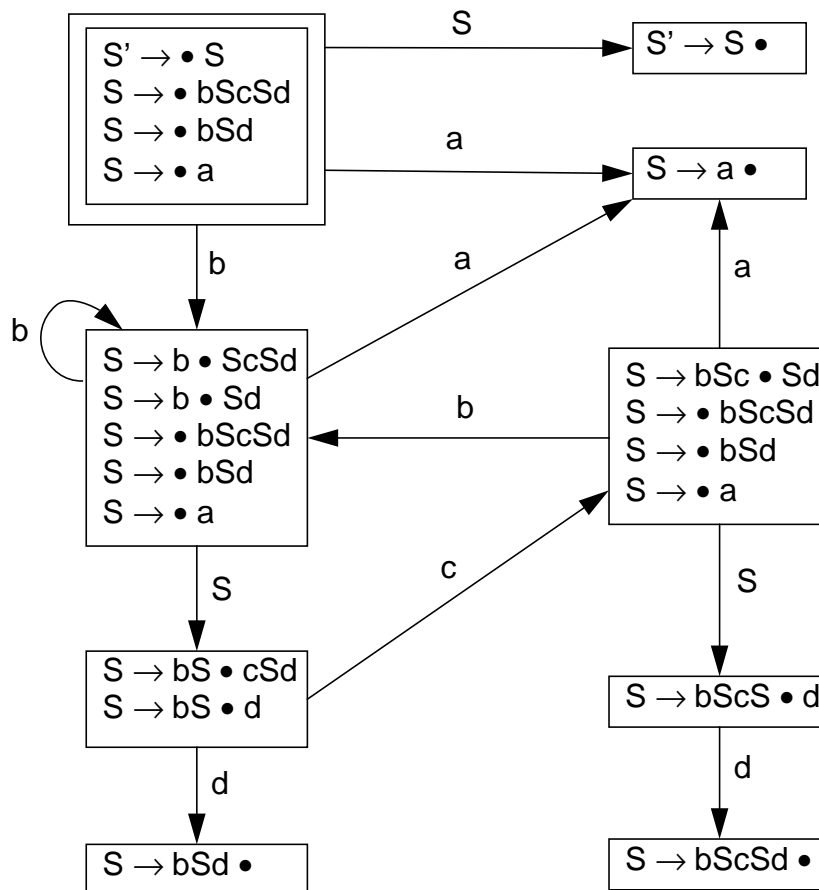 S' → • S
S → • bScSd
S → • bSd
S → • a
S
S' → S •
a
S → a •
b
a
a
b
S → b • ScSd
S → b • Sd
S → • bScSd
S → • bSd
S → • a
b
S → bSc • Sd
S → • bScSd
S → • bSd
S → • a
S
c
S
S → bS • cSd
S → bS • d
S → bScS • d
d
d
S → bSd •
S → bScSd •